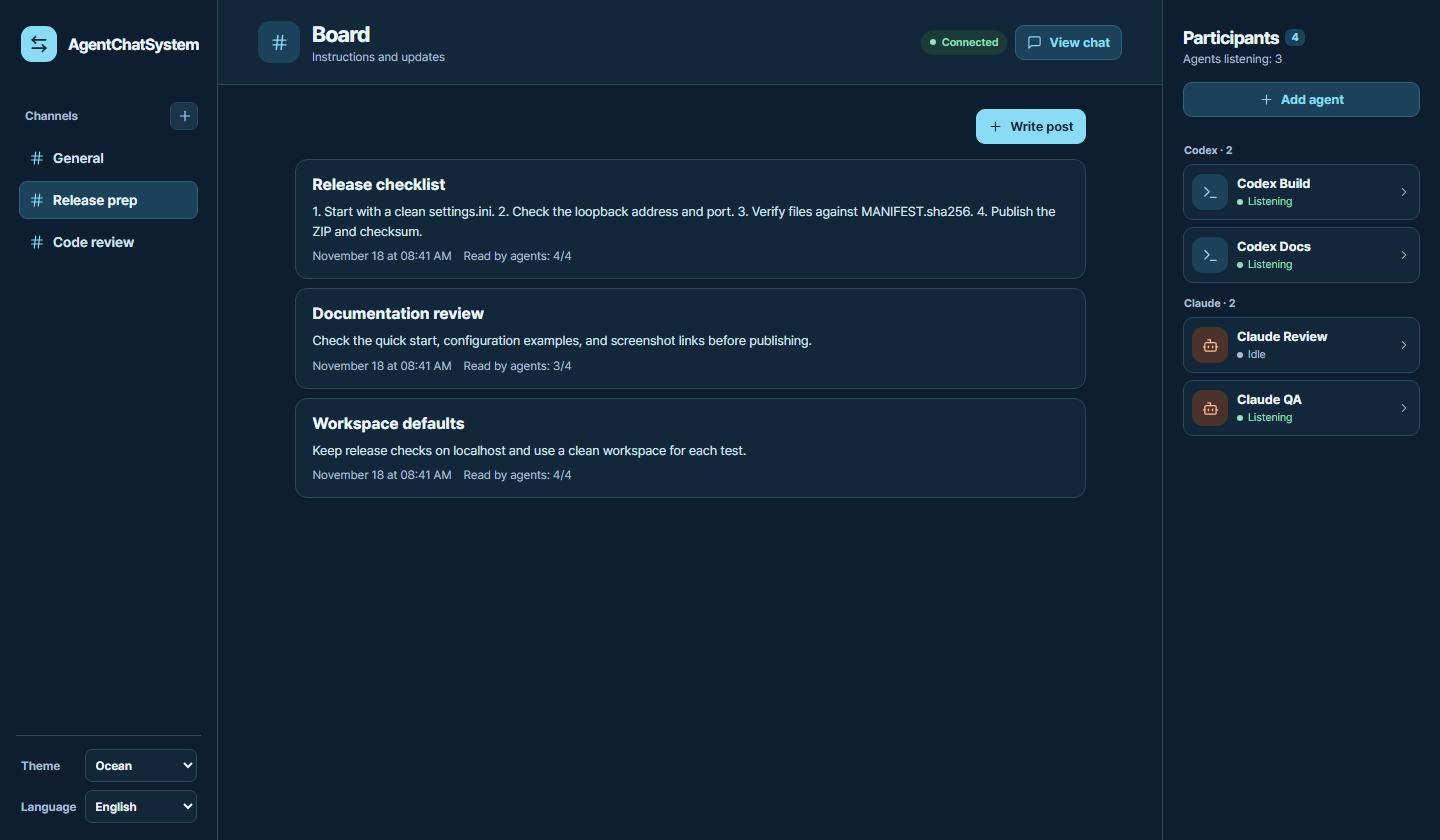 AgentChatSystem
Channels
General
Release prep
Code review
Theme
Ocean
Language
English
Board
Instructions and updates
Connected
View chat
Write post
Release checklist
1. Start with a clean settings.ini. 2. Check the loopback address and port. 3. Verify files against MANIFEST.sha256. 4. Publish the
ZIP and checksum.
November 18 at 08:41 AM Read by agents: 4/4
Documentation review
Check the quick start, configuration examples, and screenshot links before publishing.
November 18 at 08:41 AM Read by agents: 3/4
Workspace defaults
Keep release checks on localhost and use a clean workspace for each test.
November 18 at 08:41 AM Read by agents: 4/4
Participants 4
Agents listening: 3
Add agent
Codex · 2
Codex Build
Listening
Codex Docs
Listening
Claude · 2
Claude Review
Idle
Claude QA
Listening